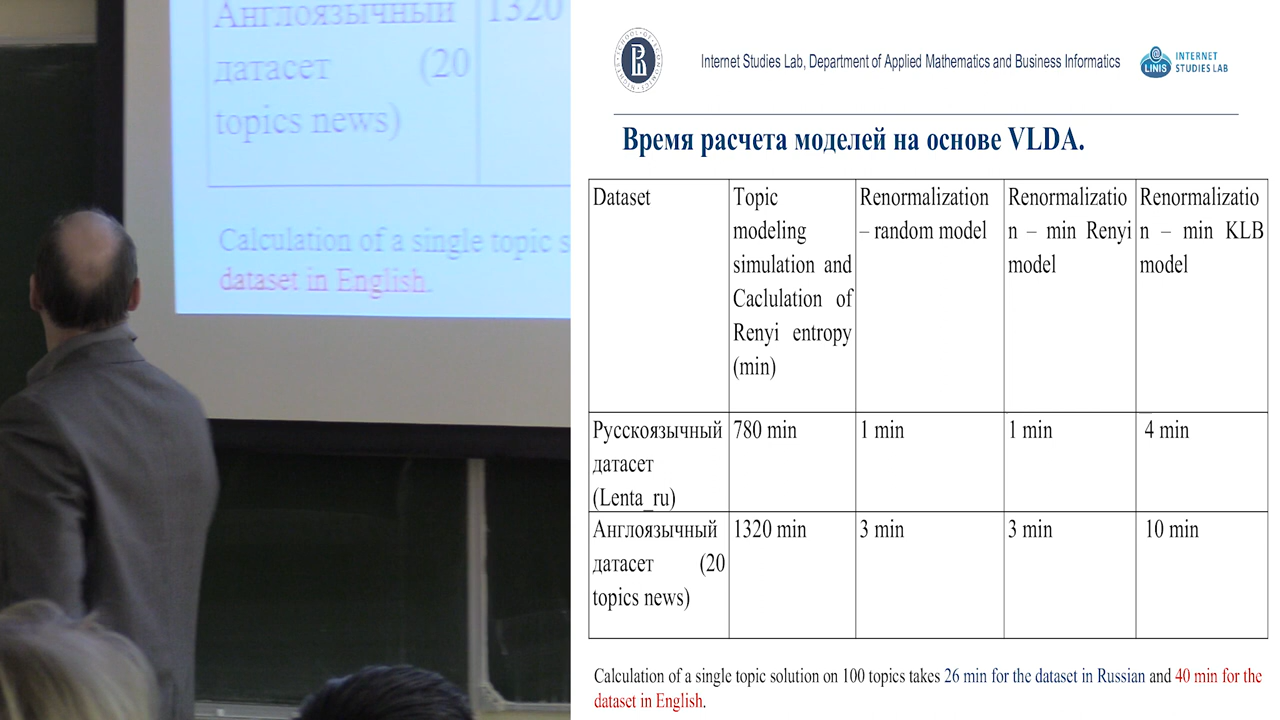 Англоязычный 1320
датасет (20
topics news)
Calculation of a single topic s
dataset in English.
Internet Studies Lab, Department of Applied Mathematics and Business Informatics
LINIS
INTERNET
STUDIES LAB
Время расчета моделей на основе VLDA.
Dataset
Topic
modeling
simulation and
Caclulation of
Renyi entropy
(min)
Renormalization
– random model
Renormalizatio
n – min Renyi
model
Renormalizatio
n – min KLB
model
Русскоязычный
датасет
(Lenta_ru)
780 min
1 min
1 min
4 min
Англоязычный
датасет (20
topics news)
1320 min
3 min
3 min
10 min
Calculation of a single topic solution on 100 topics takes 26 min for the dataset in Russian and 40 min for the
dataset in English.